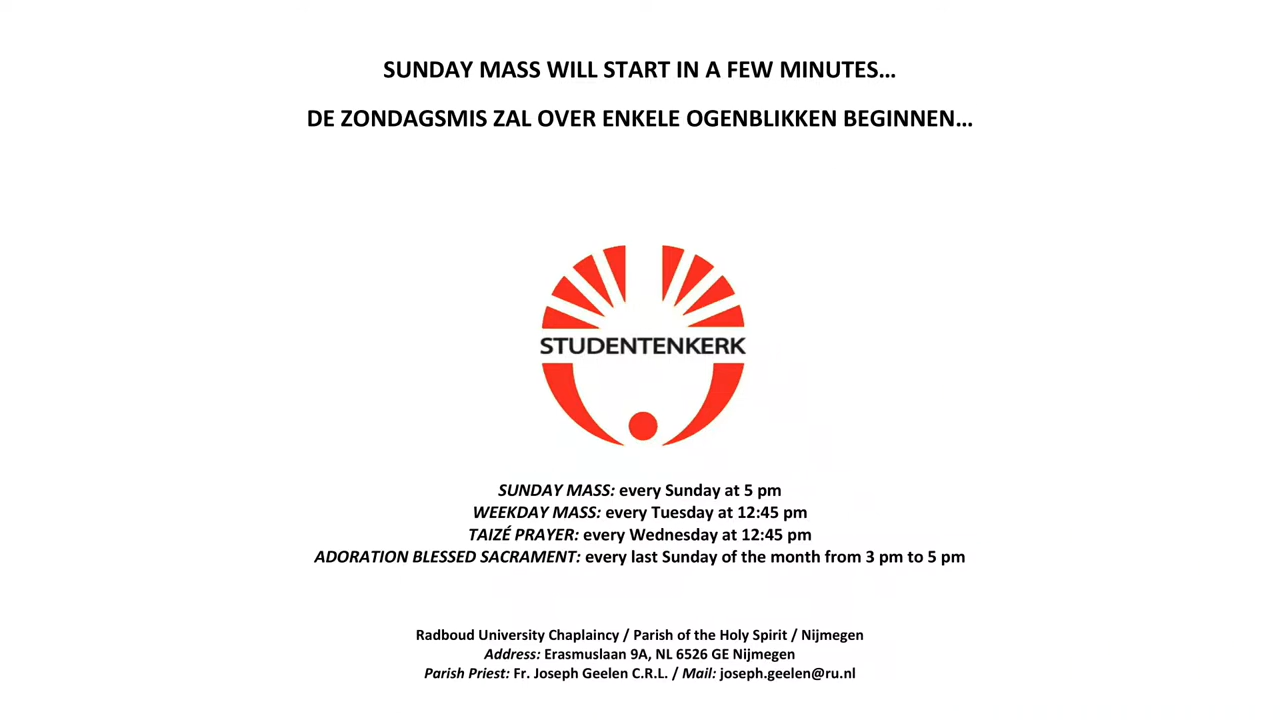 SUNDAY MASS WILL START IN A FEW MINUTES…
DE ZONDAGSMIS ZAL OVER ENKELE OGENBLIKKEN BEGINNEN…
STUDENTENKERK
SUNDAY MASS: every Sunday at 5 pm
WEEKDAY MASS: every Tuesday at 12:45 pm
TAIZÉ PRAYER: every Wednesday at 12:45 pm
ADORATION BLESSED SACRAMENT: every last Sunday of the month from 3 pm to 5 pm
Radboud University Chaplaincy / Parish of the Holy Spirit / Nijmegen
Address: Erasmuslaan 9A, NL 6526 GE Nijmegen
Parish Priest: Fr. Joseph Geelen C.R.L. / Mail: joseph.geelen@ru.nl